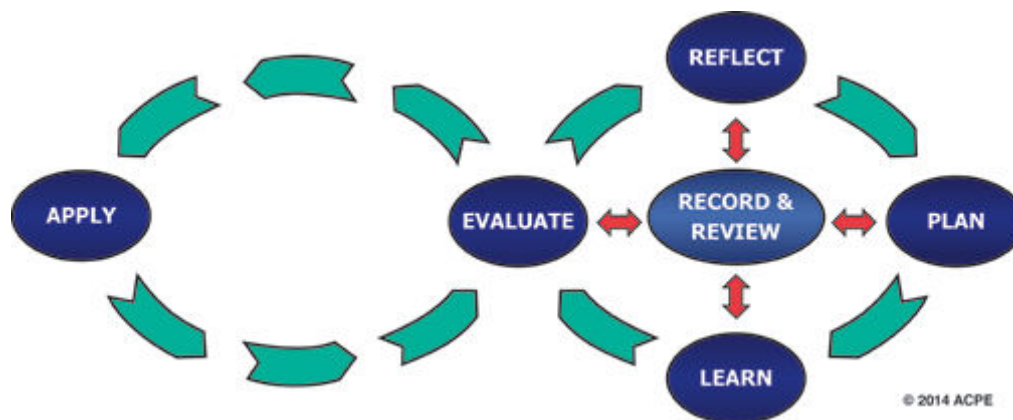 REFLECT
APPLY
EVALUATE
RECORD &
REVIEW
PLAN
LEARN
© 2014 ACPE